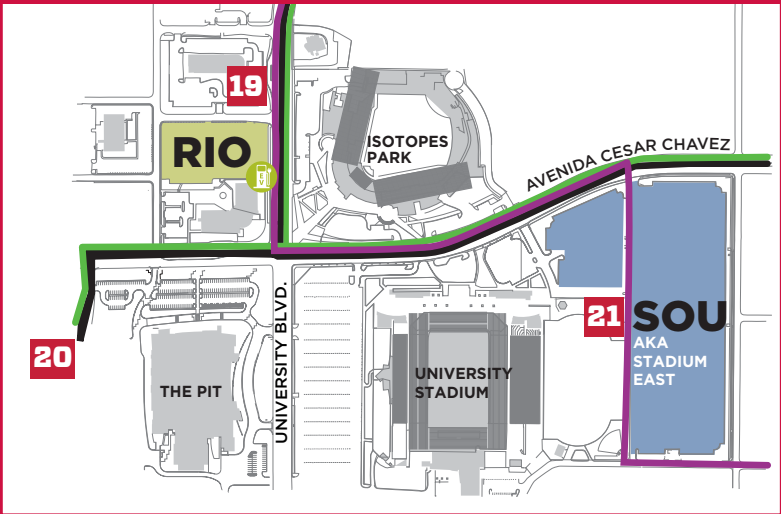 19
RIO
EV
ISOTOPES
PARK
AVENIDA CESAR CHAVEZ
21
SOU
AKA
STADIUM
EAST
20
THE PIT
UNIVERSITY BLVD.
UNIVERSITY
STADIUM